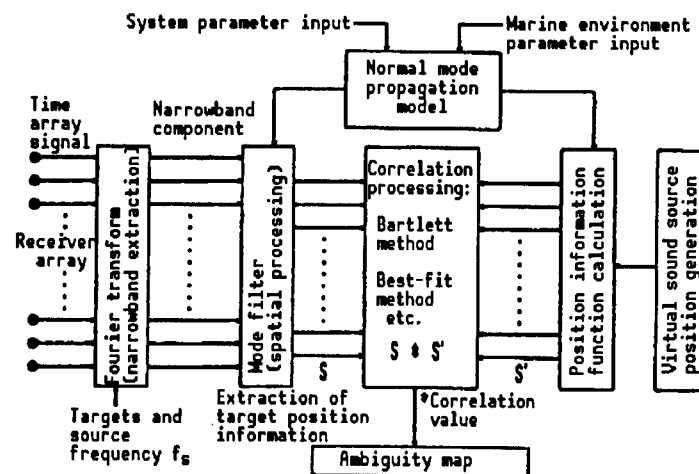 System parameter input
Marine environment
parameter input
Normal mode
propagation
model
Time
array
signal
Narrowband
component
Receiver
array
Fourier transform
(narrowband extraction)
Mode filter
(spatial processing)
Correlation
processing:
Bartlett
method
Best-fit
method
etc.
S * S'
Position information
function calculation
Virtual sound source
position generation
S
S'
Targets and
source
frequency fs
Extraction of
target position
information
*Correlation
value
Ambiguity map